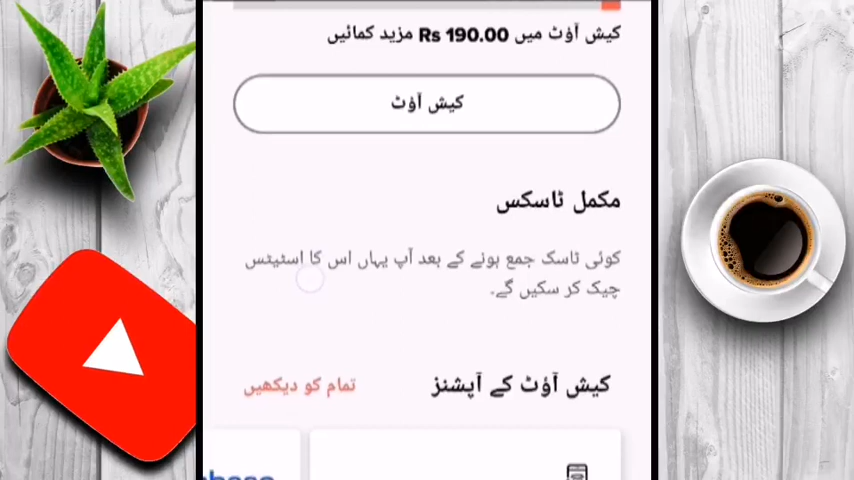 کیش آؤٹ میں Rs 190.00 مزید کمائیں
کیش آؤٹ
مکمل ٹاسکس
کوئی ٹاسک جمع ہونے کے بعد آپ یہاں اس کا اسٹیٹس
چیک کر سکیں گے۔
کیش آؤٹ کے آپشنز
تمام کو دیکھیں